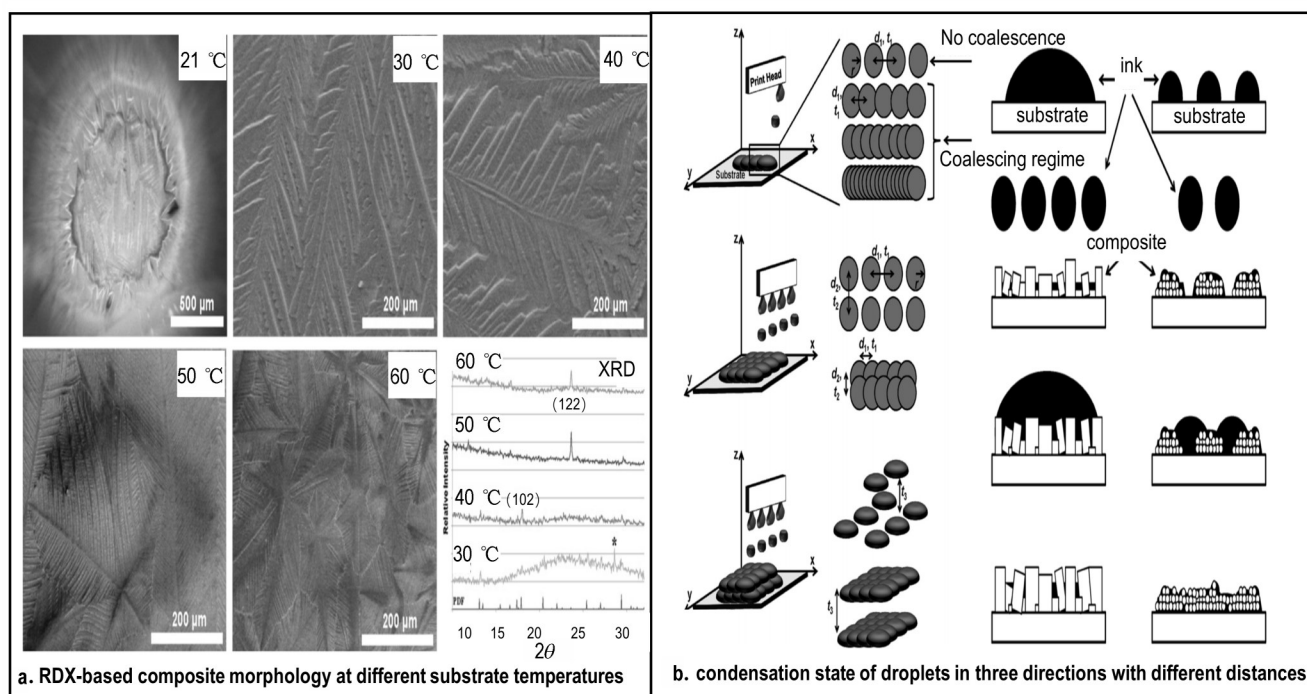 21 ℃
500 μm
30 ℃
200 μm
40 ℃
200 μm
50 ℃
200 μm
60 ℃
200 μm
XRD
60 ℃
(122)
50 ℃
40 ℃ (102)
30 ℃
*
PDF
Relative Intensity
10 15 20 25 30
2θ
a. RDX-based composite morphology at different substrate temperatures
z
Print Head
x
y
Substrate
d₁, t₁
r
d₁,
t₁
No coalescence
Coalescing regime
ink
substrate
substrate
composite
z
x
y
d₁, t₁
r
d₂,
t₂
d₁, t₁
d₂,
t₂
z
x
y
t₃
t₃
b. condensation state of droplets in three directions with different distances